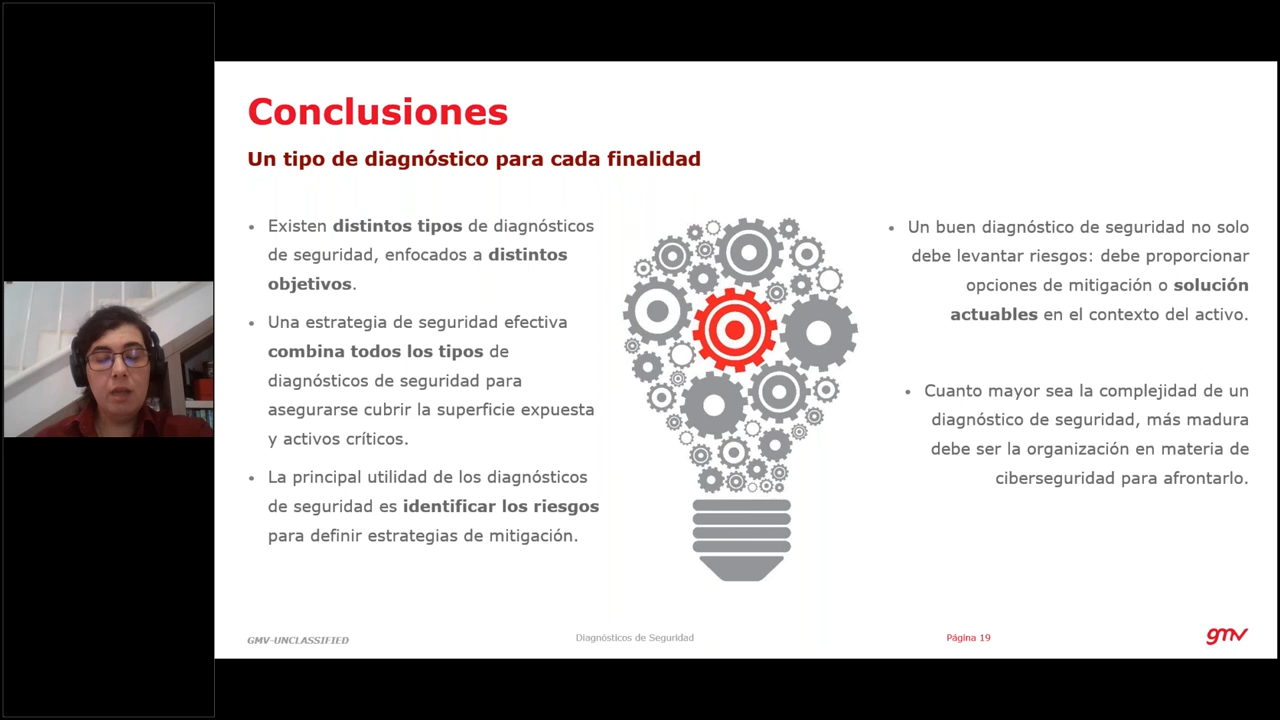 Conclusiones
Un tipo de diagnóstico para cada finalidad
• Existen distintos tipos de diagnósticos
de seguridad, enfocados a distintos
objetivos.
• Una estrategia de seguridad efectiva
combina todos los tipos de
diagnósticos de seguridad para
asegurarse cubrir la superficie expuesta
y activos críticos.
• La principal utilidad de los diagnósticos
de seguridad es identificar los riesgos
para definir estrategias de mitigación.
• Un buen diagnóstico de seguridad no solo
debe levantar riesgos: debe proporcionar
opciones de mitigación o solución
actuables en el contexto del activo.
• Cuanto mayor sea la complejidad de un
diagnóstico de seguridad, más madura
debe ser la organización en materia de
ciberseguridad para afrontarlo.
GMV-UNCLASSIFIED
Diagnósticos de Seguridad
Página 19
gmv